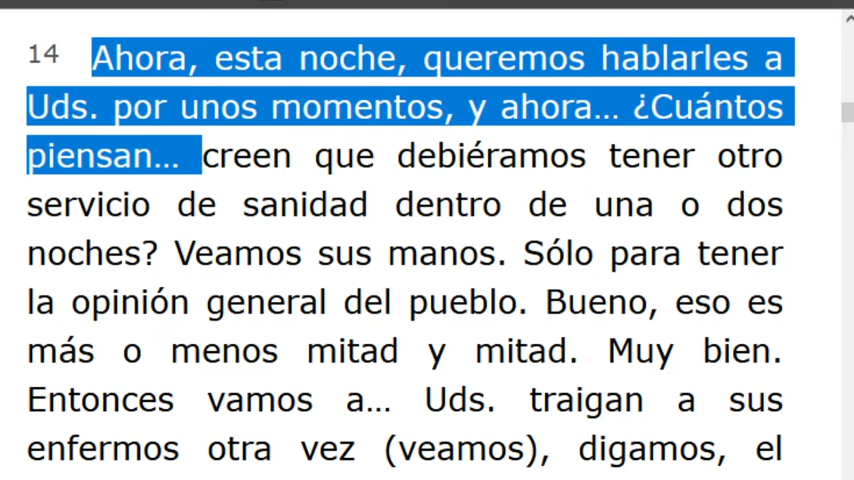 14 Ahora, esta noche, queremos hablarles a
Uds. por unos momentos, y ahora... ¿Cuántos
piensan... creen que debiéramos tener otro
servicio de sanidad dentro de una o dos
noches? Veamos sus manos. Sólo para tener
la opinión general del pueblo. Bueno, eso es
más o menos mitad y mitad. Muy bien.
Entonces vamos a... Uds. traigan a sus
enfermos otra vez (veamos), digamos, el